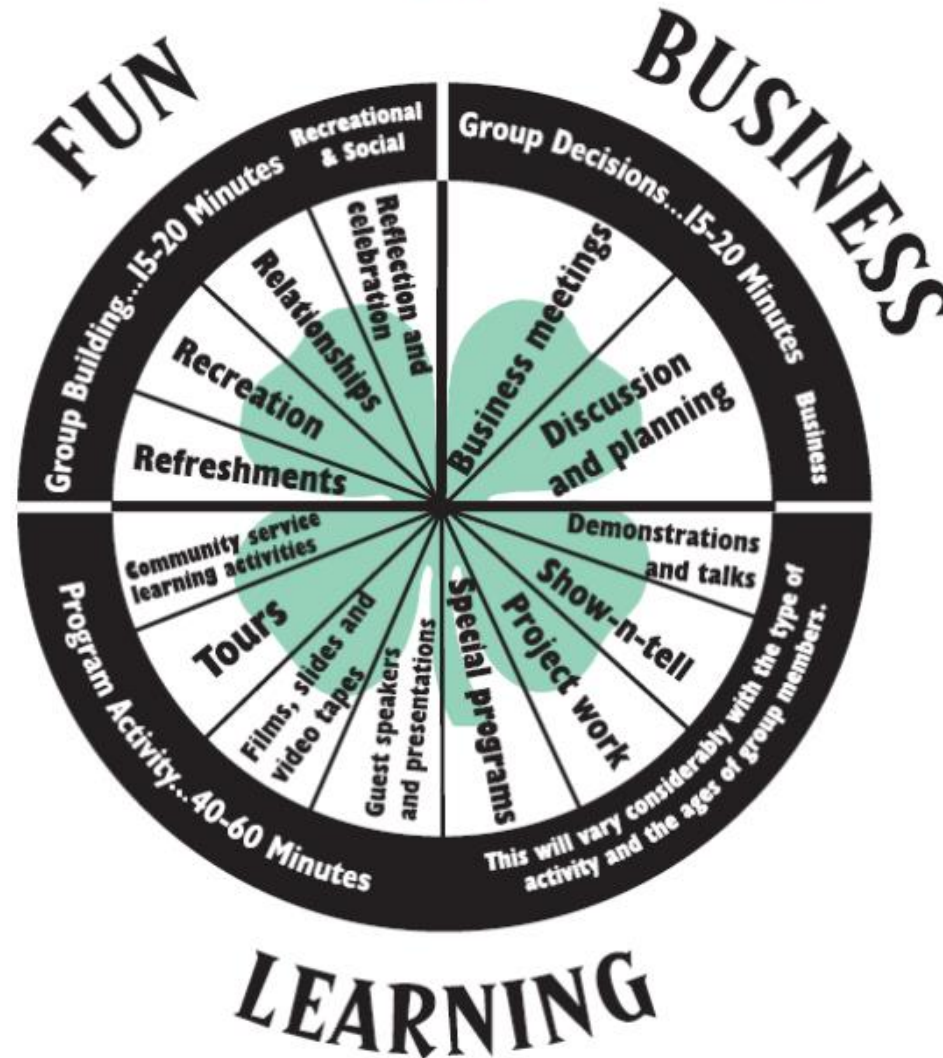 FUN
BUSINESS
Group Building...15-20 Minutes
Recreational
& Social
Group Decisions...15-20 Minutes
Business
Reflection and
celebration
Relationships
Recreation
Refreshments
Business meetings
Discussion
and planning
Demonstrations
and talks
Show-n-tell
Project work
Special programs
Guest speakers
and presentations
Films, slides and
video tapes
Tours
Community service
learning activities
Program Activity...40-60 Minutes
This will vary considerably with the type of
activity and the ages of group members.
LEARNING